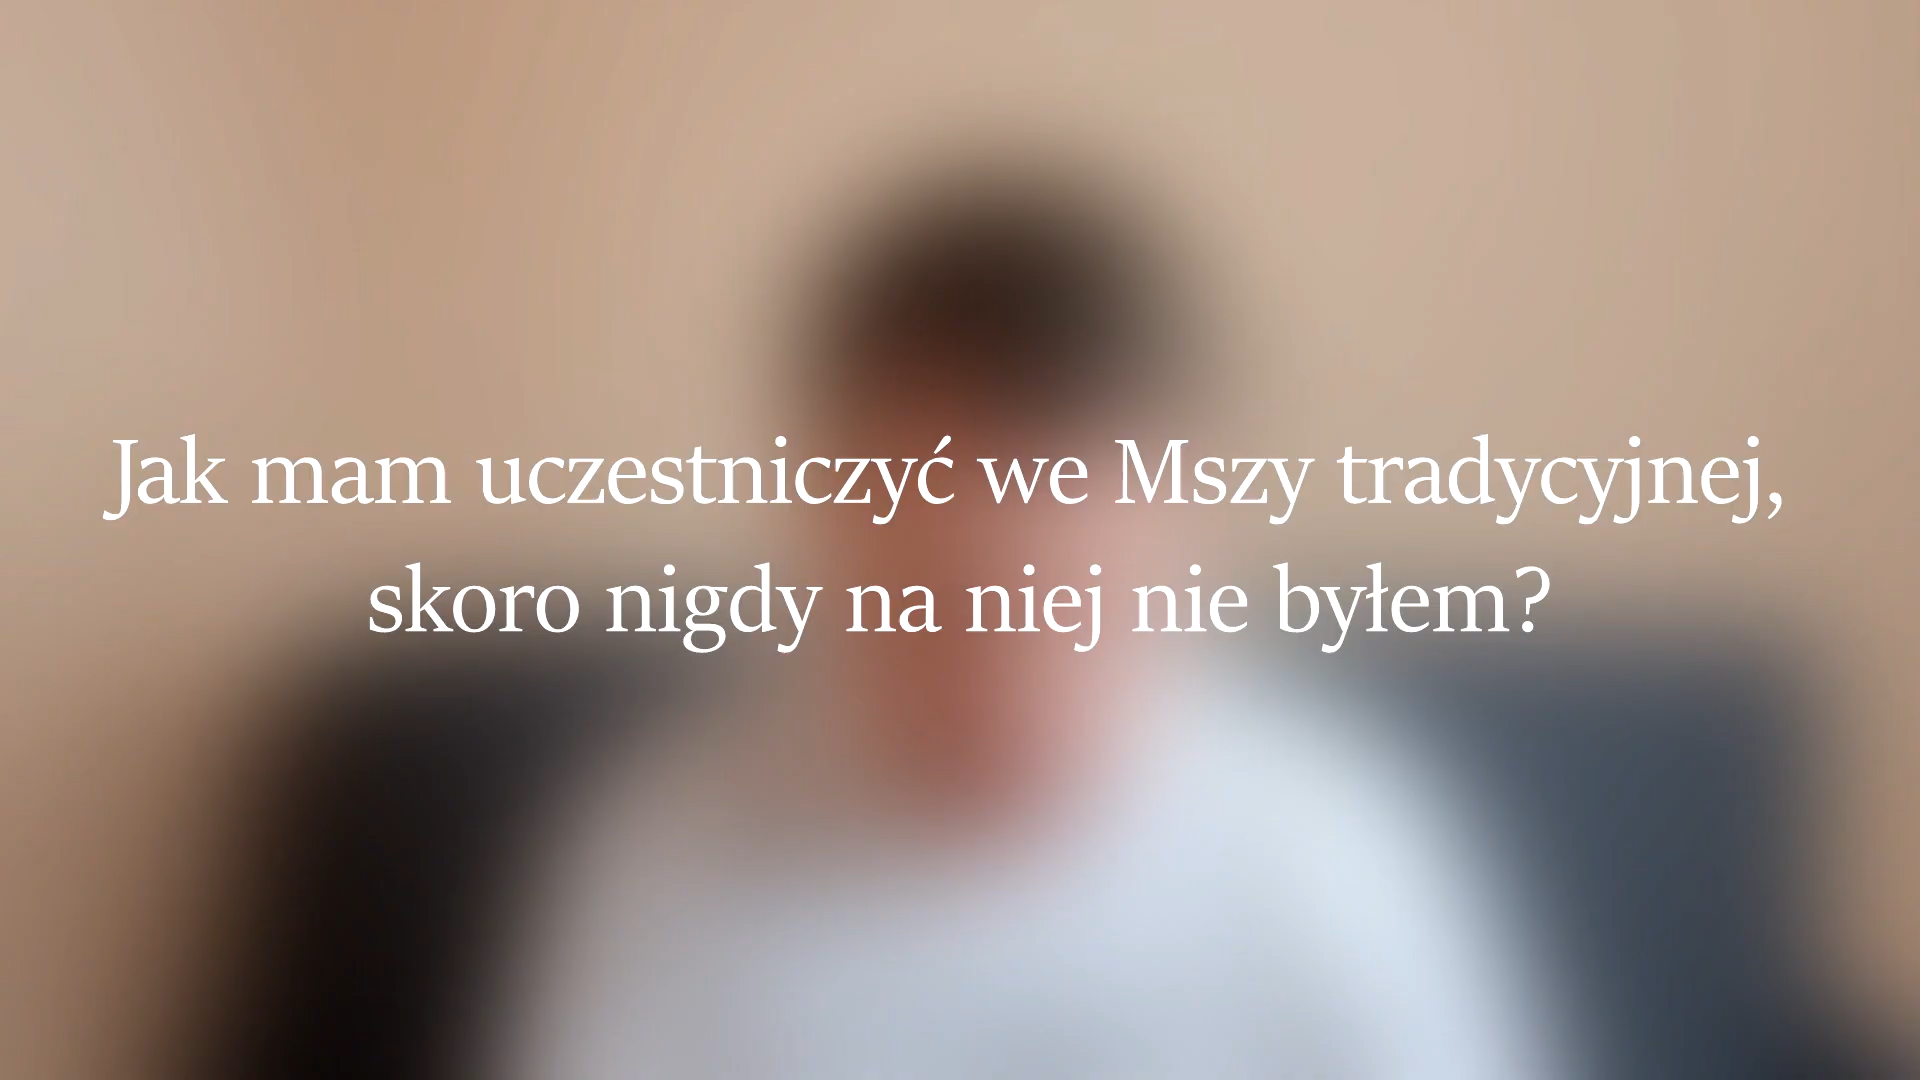 Jak mam uczestniczyć we Mszy tradycyjnej,
skoro nigdy na niej nie byłem?